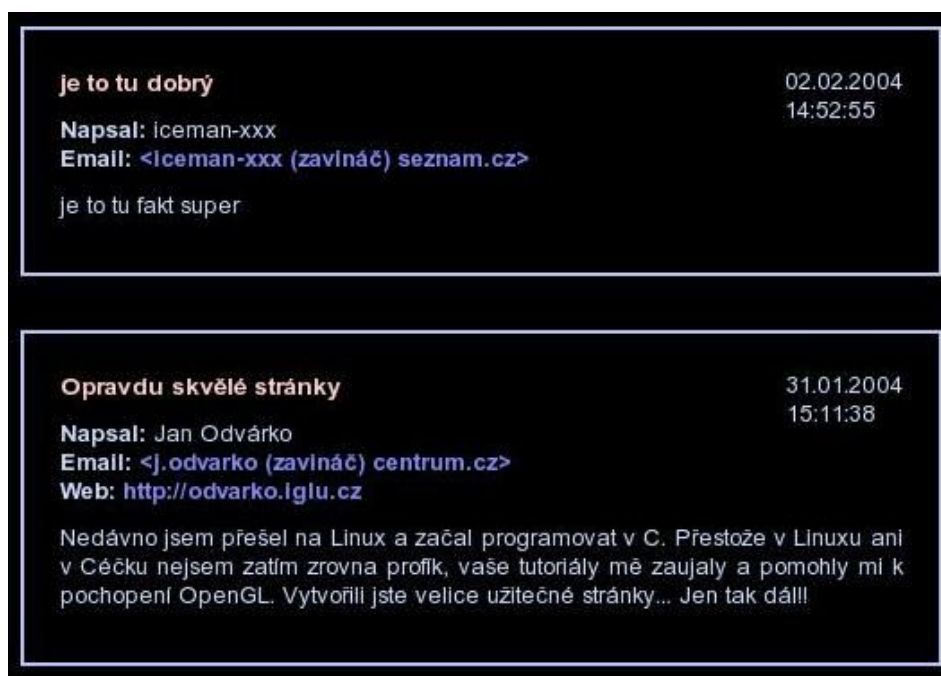 je to tu dobrý
02.02.2004
14:52:55
Napsal: iceman-xxx
Email: <iceman-xxx (zavináč) seznam.cz>
je to tu fakt super
Opravdu skvělé stránky
31.01.2004
15:11:38
Napsal: Jan Odvárko
Email: <j.odvarko (zavináč) centrum.cz>
Web: http://odvarko.iglu.cz
Nedávno jsem přešel na Linux a začal programovat v C. Přestože v Linuxu ani
v Céčku nejsem zatím zrovna profík, vaše tutoriály mě zaujaly a pomohly mi k
pochopení OpenGL. Vytvořili jste velice užitečné stránky... Jen tak dál!!